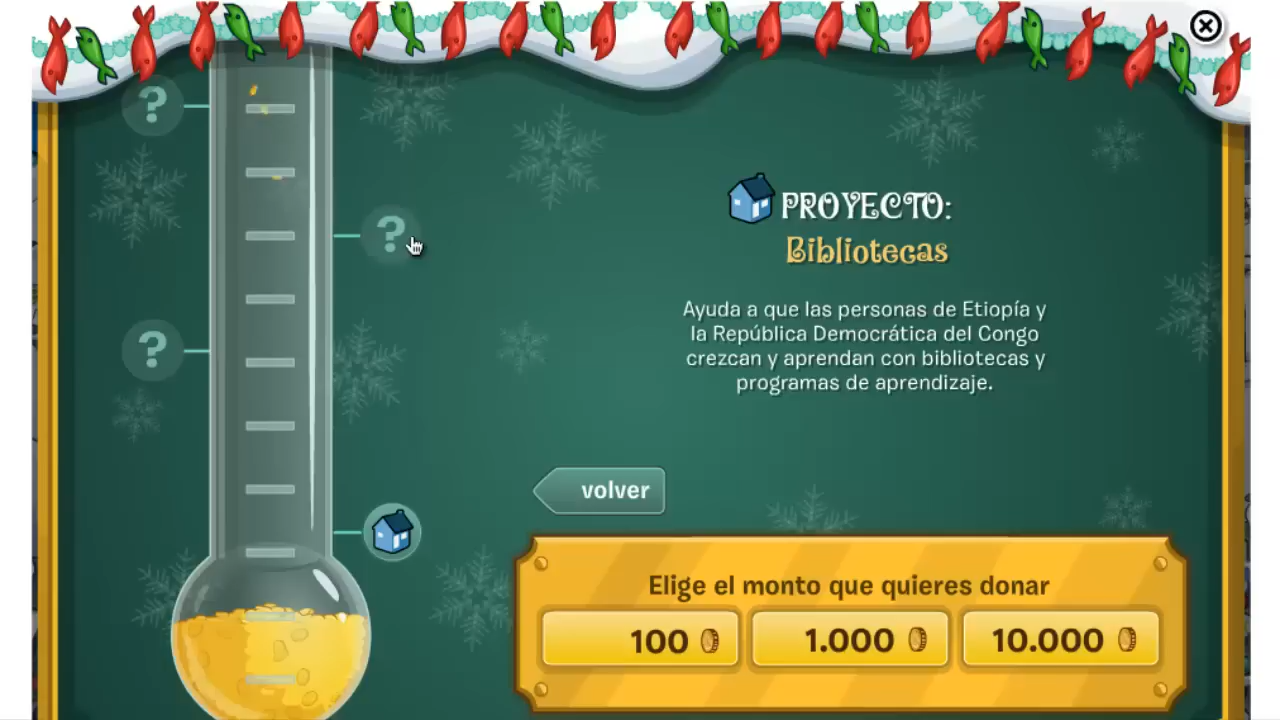 ?
?
?
PROYECTO:
Bibliotecas
Ayuda a que las personas de Etiopía y
la República Democrática del Congo
crezcan y aprendan con bibliotecas y
programas de aprendizaje.
volver
Elige el monto que quieres donar
100
1.000
10.000